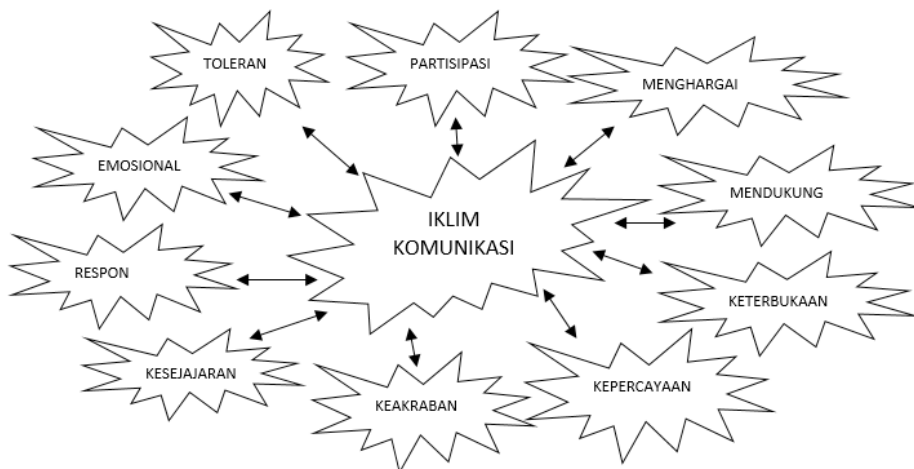 TOLERAN
PARTISIPASI
MENGHARGAI
EMOSIONAL
MENDUKUNG
IKLIM
KOMUNIKASI
RESPON
KETERBUKAAN
KESEJAJARAN
KEAKRABAN
KEPERCAYAAN